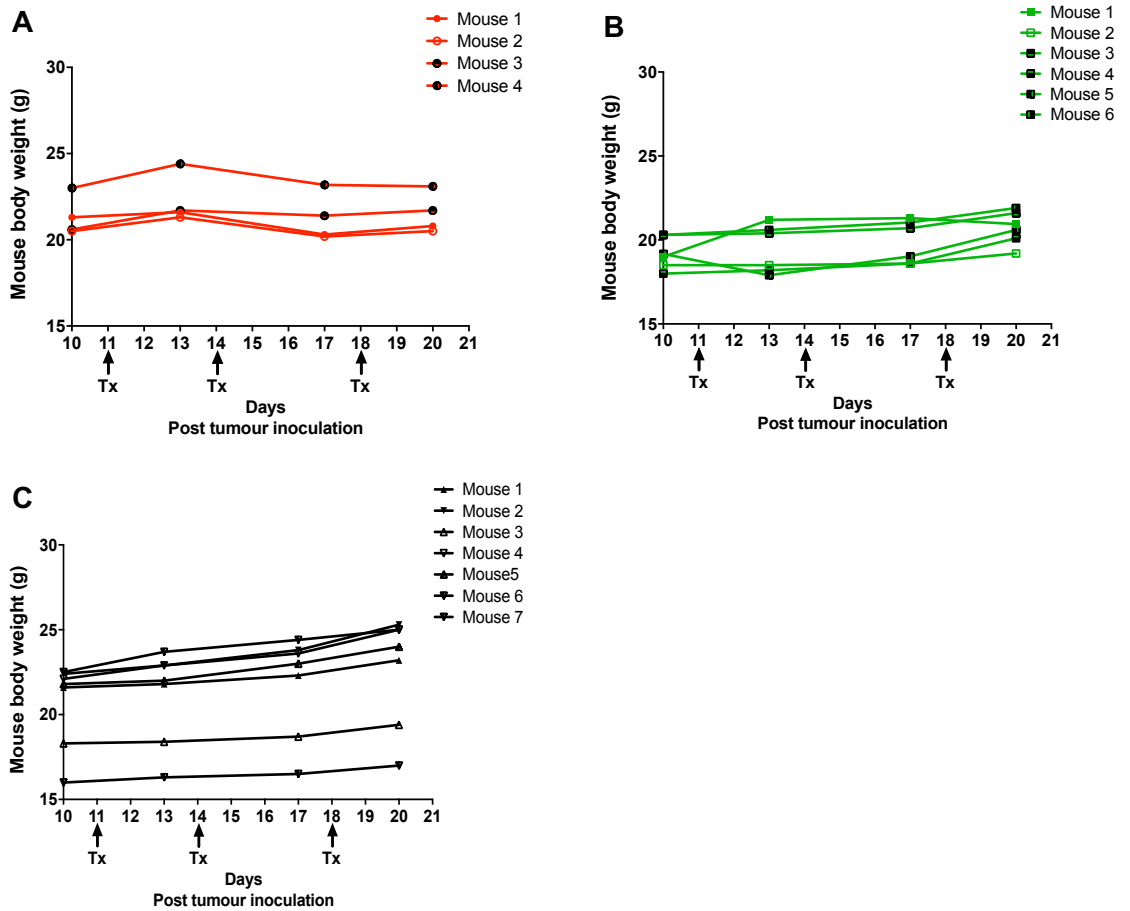 A
Mouse 1
Mouse 2
Mouse 3
Mouse 4
Mouse body weight (g)
30
25
20
15
10 11 12 13 14 15 16 17 18 19 20 21
Tx Tx Tx
Days
Post tumour inoculation
B
Mouse 1
Mouse 2
Mouse 3
Mouse 4
Mouse 5
Mouse 6
Mouse body weight (g)
30
25
20
15
10 11 12 13 14 15 16 17 18 19 20 21
Tx Tx Tx
Days
Post tumour inoculation
C
Mouse 1
Mouse 2
Mouse 3
Mouse 4
Mouse5
Mouse 6
Mouse 7
Mouse body weight (g)
30
25
20
15
10 11 12 13 14 15 16 17 18 19 20 21
Tx Tx Tx
Days
Post tumour inoculation